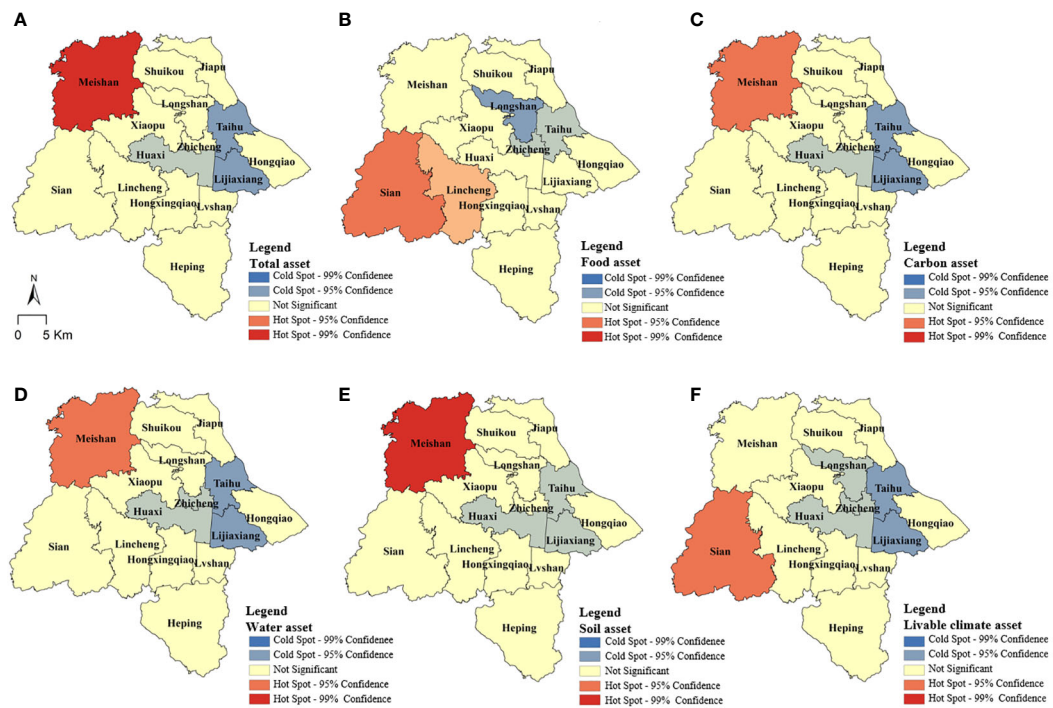 A
Meishan
Shuikou
Jiapu
Longshan
Taihu
Xiaopu
Zhicheng
Huaxi
Hongqiao
Lijiaxiang
Sian
Lincheng
Hongxingqiao
Lvshan
Heping
N
0 5 Km
Legend
Total asset
Cold Spot - 99% Confidenee
Cold Spot - 95% Confidence
Not Significant
Hot Spot - 95% Confidence
Hot Spot - 99% Confidence
B
Meishan
Shuikou
Jiapu
Longshan
Taihu
Xiaopu
Zhicheng
Huaxi
Hongqiao
Lijiaxiang
Sian
Lincheng
Hongxingqiao
Lvshan
Heping
Legend
Food asset
Cold Spot - 99% Confidenee
Cold Spot - 95% Confidence
Not Significant
Hot Spot - 95% Confidence
Hot Spot - 99% Confidence
C
Meishan
Shuikou
Jiapu
Longshan
Taihu
Xiaopu
Zhicheng
Huaxi
Hongqiao
Lijiaxiang
Sian
Lincheng
Hongxingqiao
Lvshan
Heping
Legend
Carbon asset
Cold Spot - 99% Confidenee
Cold Spot - 95% Confidence
Not Significant
Hot Spot - 95% Confidence
Hot Spot - 99% Confidence
D
Meishan
Shuikou
Jiapu
Longshan
Taihu
Xiaopu
Zhicheng
Huaxi
Hongqiao
Lijiaxiang
Sian
Lincheng
Hongxingqiao
Lvshan
Heping
Legend
Water asset
Cold Spot - 99% Confidenee
Cold Spot - 95% Confidence
Not Significant
Hot Spot - 95% Confidence
Hot Spot - 99% Confidence
E
Meishan
Shuikou
Jiapu
Longshan
Taihu
Xiaopu
Zhicheng
Huaxi
Hongqiao
Lijiaxiang
Sian
Lincheng
Hongxingqiao
Lvshan
Heping
Legend
Soil asset
Cold Spot - 99% Confidenee
Cold Spot - 95% Confidence
Not Significant
Hot Spot - 95% Confidence
Hot Spot - 99% Confidence
F
Meishan
Shuikou
Jiapu
Longshan
Taihu
Xiaopu
Zhicheng
Huaxi
Hongqiao
Lijiaxiang
Sian
Lincheng
Hongxingqiao
Lvshan
Heping
Legend
Livable climate asset
Cold Spot - 99% Confidenee
Cold Spot - 95% Confidence
Not Significant
Hot Spot - 95% Confidence
Hot Spot - 99% Confidence